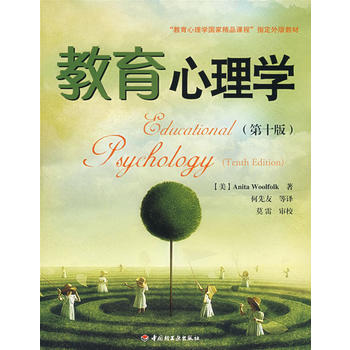 “教育心理学国家精品课程”指定外版教材
教育心理学
Educational (第十版)
Psychology (Tenth Edition)
【美】Anita Woolfolk 著
何先友 等译
莫雷 审校
中国轻工业出版社